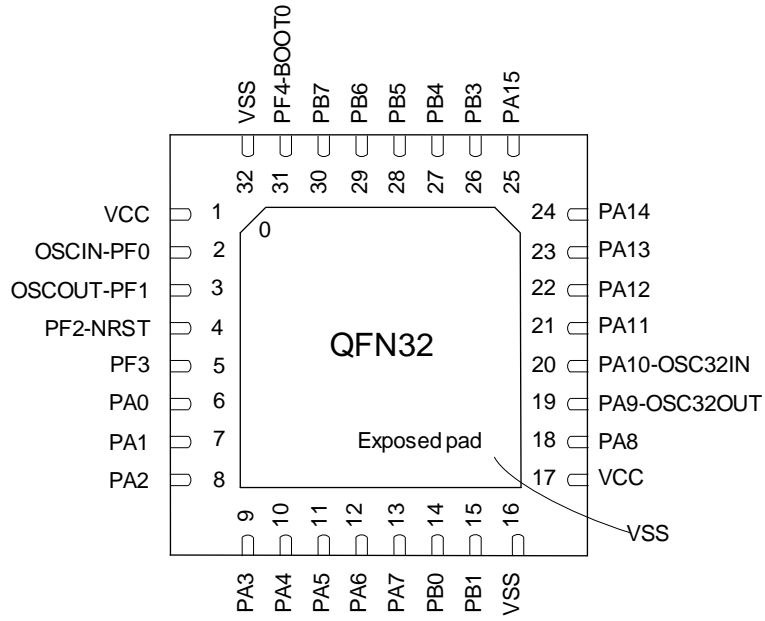 VSS
PF4-BOOT0
PB7
PB6
PB5
PB4
PB3
PA15
32
31
30
29
28
27
26
25
VCC 1
OSCIN-PF0 2
OSCOUT-PF1 3
PF2-NRST 4
PF3 5
PA0 6
PA1 7
PA2 8
0
QFN32
Exposed pad
24 PA14
23 PA13
22 PA12
21 PA11
20 PA10-OSC32IN
19 PA9-OSC32OUT
18 PA8
17 VCC
VSS
9
10
11
12
13
14
15
16
PA3
PA4
PA5
PA6
PA7
PB0
PB1
VSS